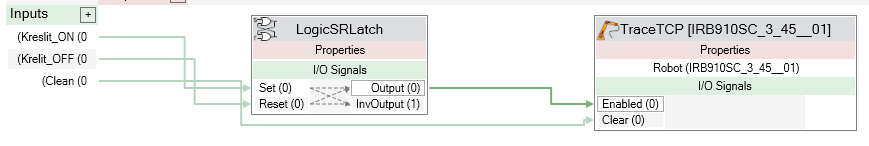 Inputs +
(Kreslit_ON (0
(Krelit_OFF (0
(Clean (0
LogicSRLatch
Properties
I/O Signals
Set (0) Output (0)
Reset (0) InvOutput (1)
TraceTCP [IRB910SC_3_45__01]
Properties
Robot (IRB910SC_3_45__01)
I/O Signals
Enabled (0)
Clear (0)